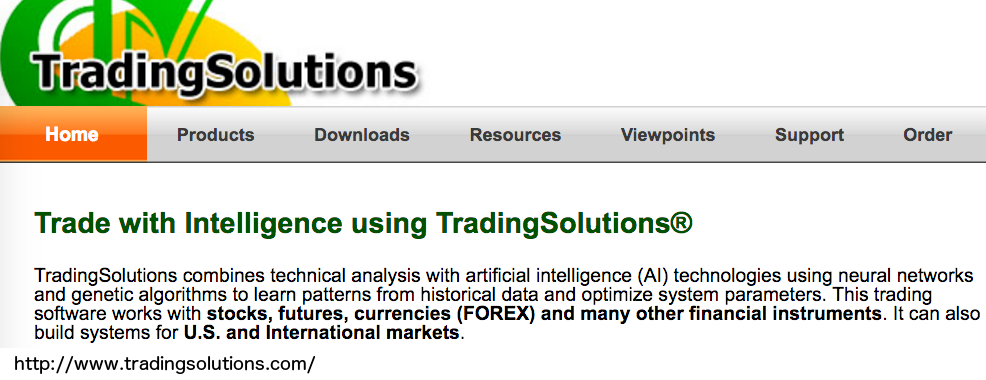 TradingSolutions
Home Products Downloads Resources Viewpoints Support Order
Trade with Intelligence using TradingSolutions®
TradingSolutions combines technical analysis with artificial intelligence (AI) technologies using neural networks
and genetic algorithms to learn patterns from historical data and optimize system parameters. This trading
software works with stocks, futures, currencies (FOREX) and many other financial instruments. It can also
build systems for U.S. and International markets.
http://www.tradingsolutions.com/